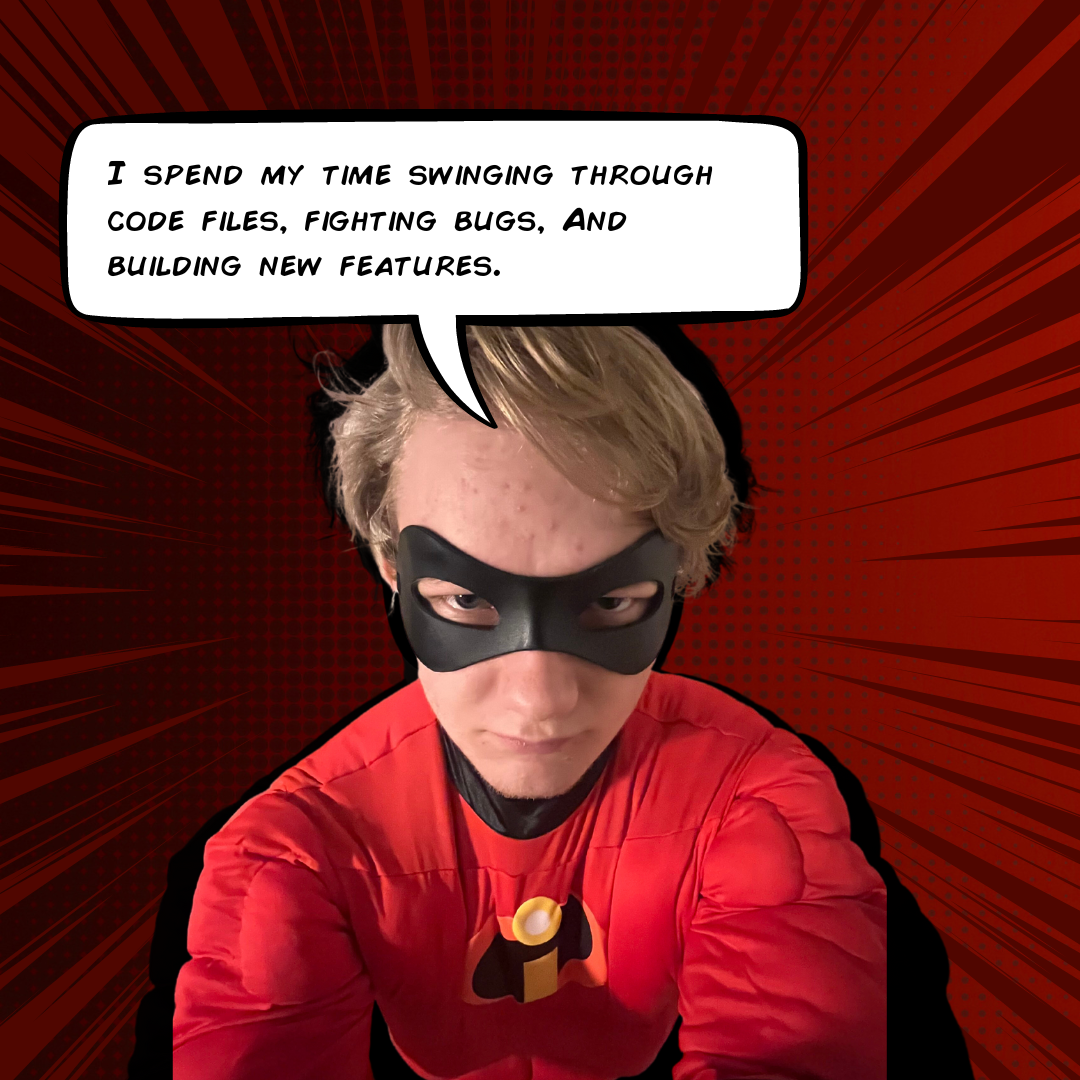 I spend my time swinging through
code files, fighting bugs, And
building new features.